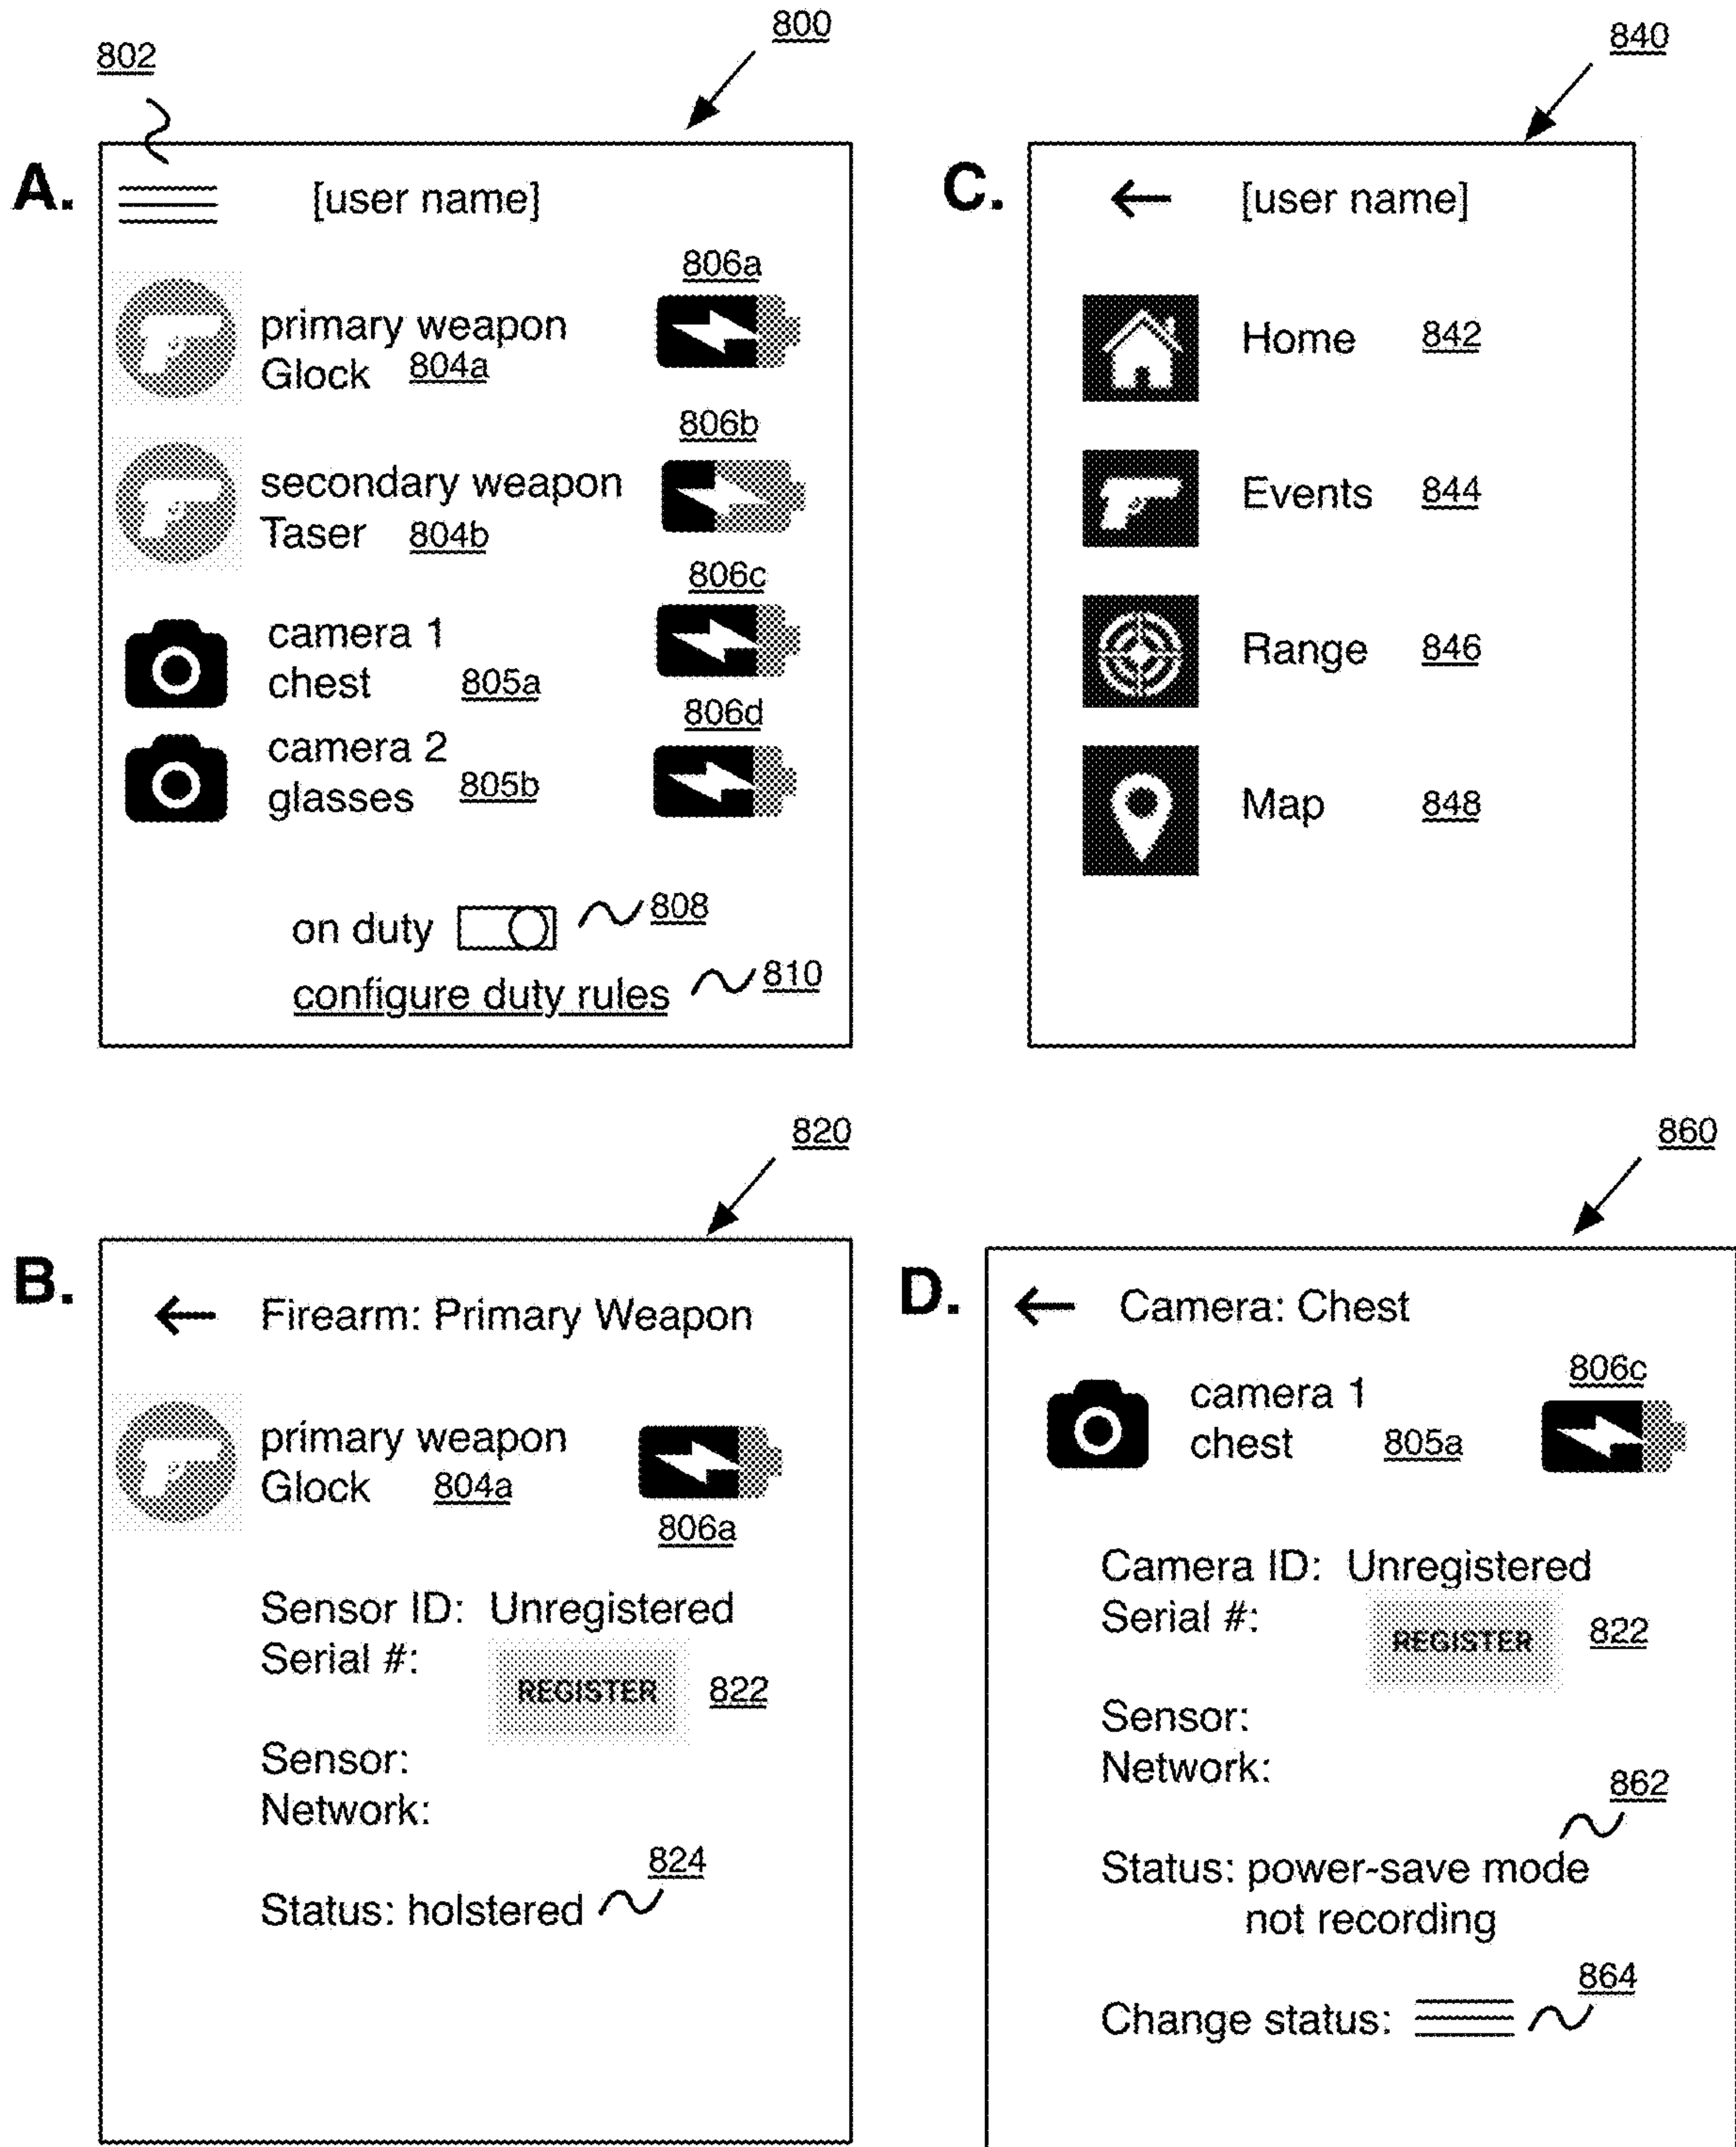 800
802
A.
[user name]
806a
primary weapon
Glock 804a
806b
secondary weapon
Taser 804b
806c
camera 1
chest 805a
806d
camera 2
glasses 805b
on duty 808
configure duty rules 810
840
C.
[user name]
Home 842
Events 844
Range 846
Map 848
820
B.
Firearm: Primary Weapon
primary weapon
Glock 804a
806a
Sensor ID: Unregistered
Serial #:
REGISTER 822
Sensor:
Network:
824
Status: holstered
860
D.
Camera: Chest
806c
camera 1
chest 805a
Camera ID: Unregistered
Serial #:
REGISTER 822
Sensor:
Network:
862
Status: power-save mode
not recording
864
Change status: